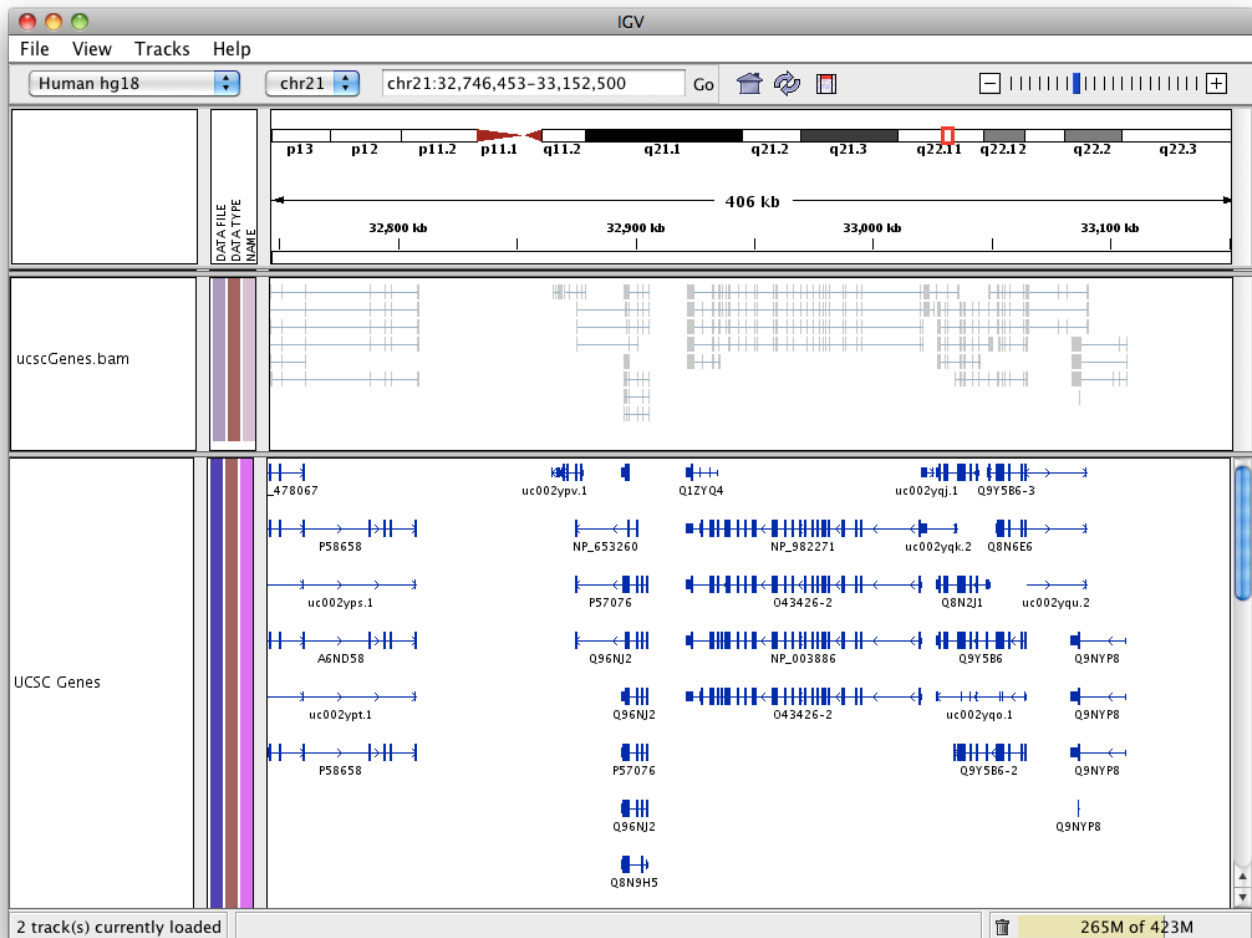 IGV
File View Tracks Help
Human hg18 chr21 chr21:32,746,453-33,152,500 Go
p13 p12 p11.2 p11.1 q11.2 q21.1 q21.2 q21.3 q22.11 q22.12 q22.2 q22.3
406 kb
32,800 kb 32,900 kb 33,000 kb 33,100 kb
DATA FILE
DATA TYPE
NAME
ucscGenes.bam
UCSC Genes
_478067 uc002ypv.1 Q1ZYQ4 uc002yqj.1 Q9Y5B6-3
P58658 NP_653260 NP_982271 uc002yqk.2 Q8N6E6
uc002yps.1 P57076 O43426-2 Q8N2J1 uc002yqu.2
A6ND58 Q96NJ2 NP_003886 Q9Y5B6 Q9NYP8
uc002ypt.1 Q96NJ2 O43426-2 uc002yqo.1 Q9NYP8
P58658 P57076 Q9Y5B6-2 Q9NYP8
Q96NJ2 Q9NYP8
Q8N9H5
2 track(s) currently loaded 265M of 423M